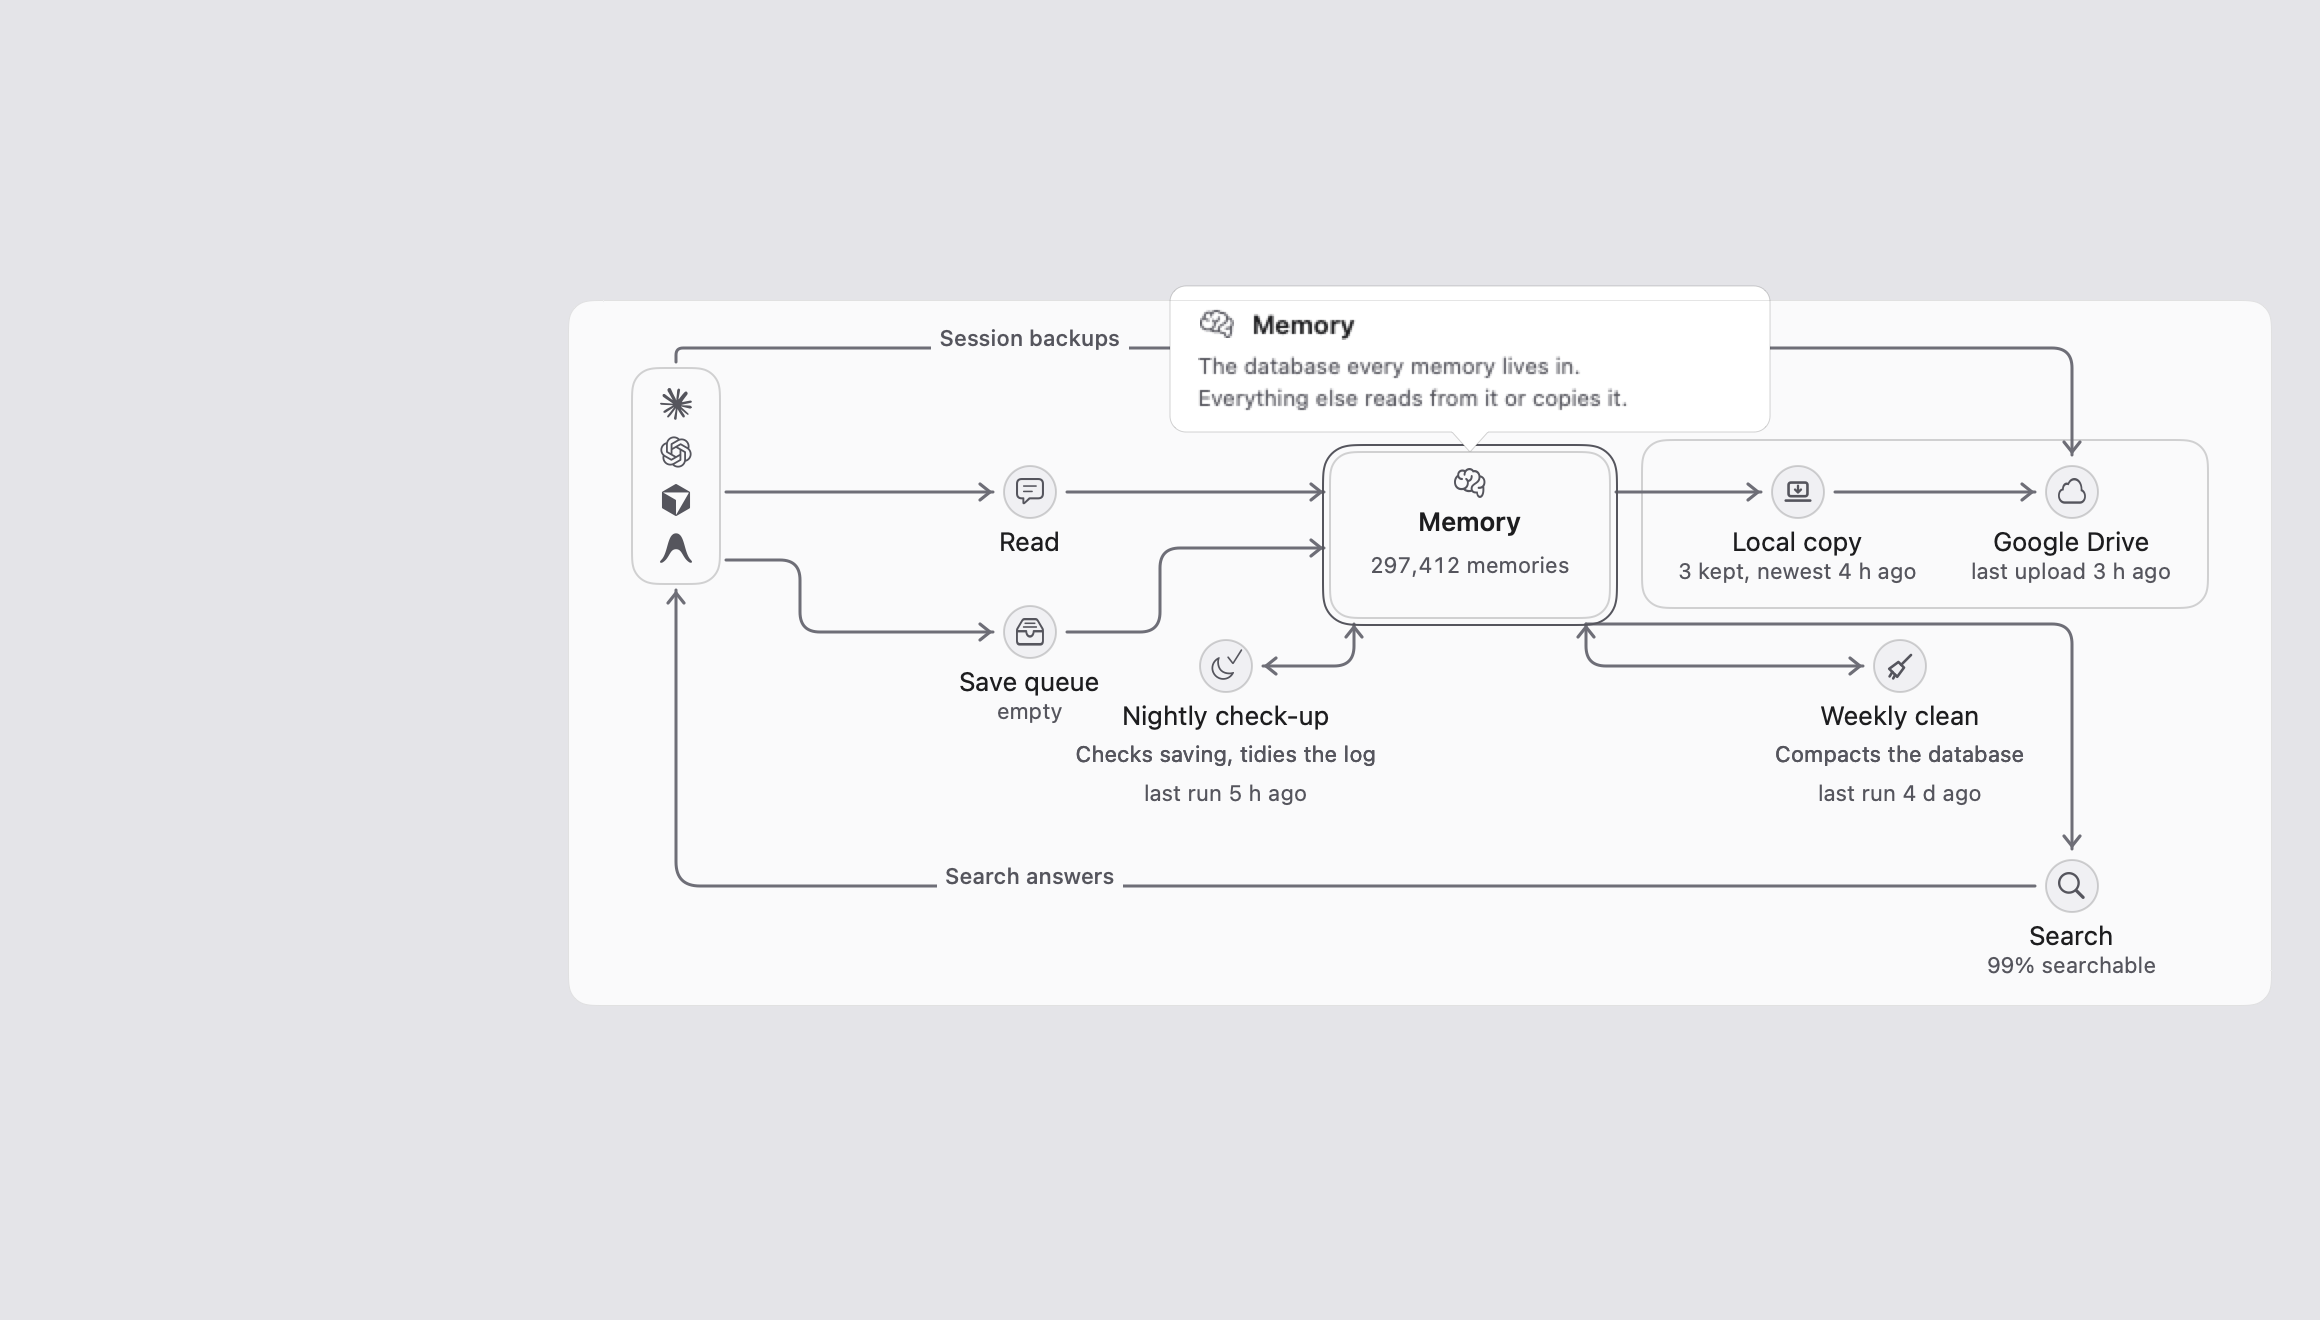 Session backups
Memory
The database every memory lives in.
Everything else reads from it or copies it.
Read
Memory
297,412 memories
Local copy
3 kept, newest 4 h ago
Google Drive
last upload 3 h ago
Save queue
empty
Nightly check-up
Checks saving, tidies the log
last run 5 h ago
Weekly clean
Compacts the database
last run 4 d ago
Search answers
Search
99% searchable